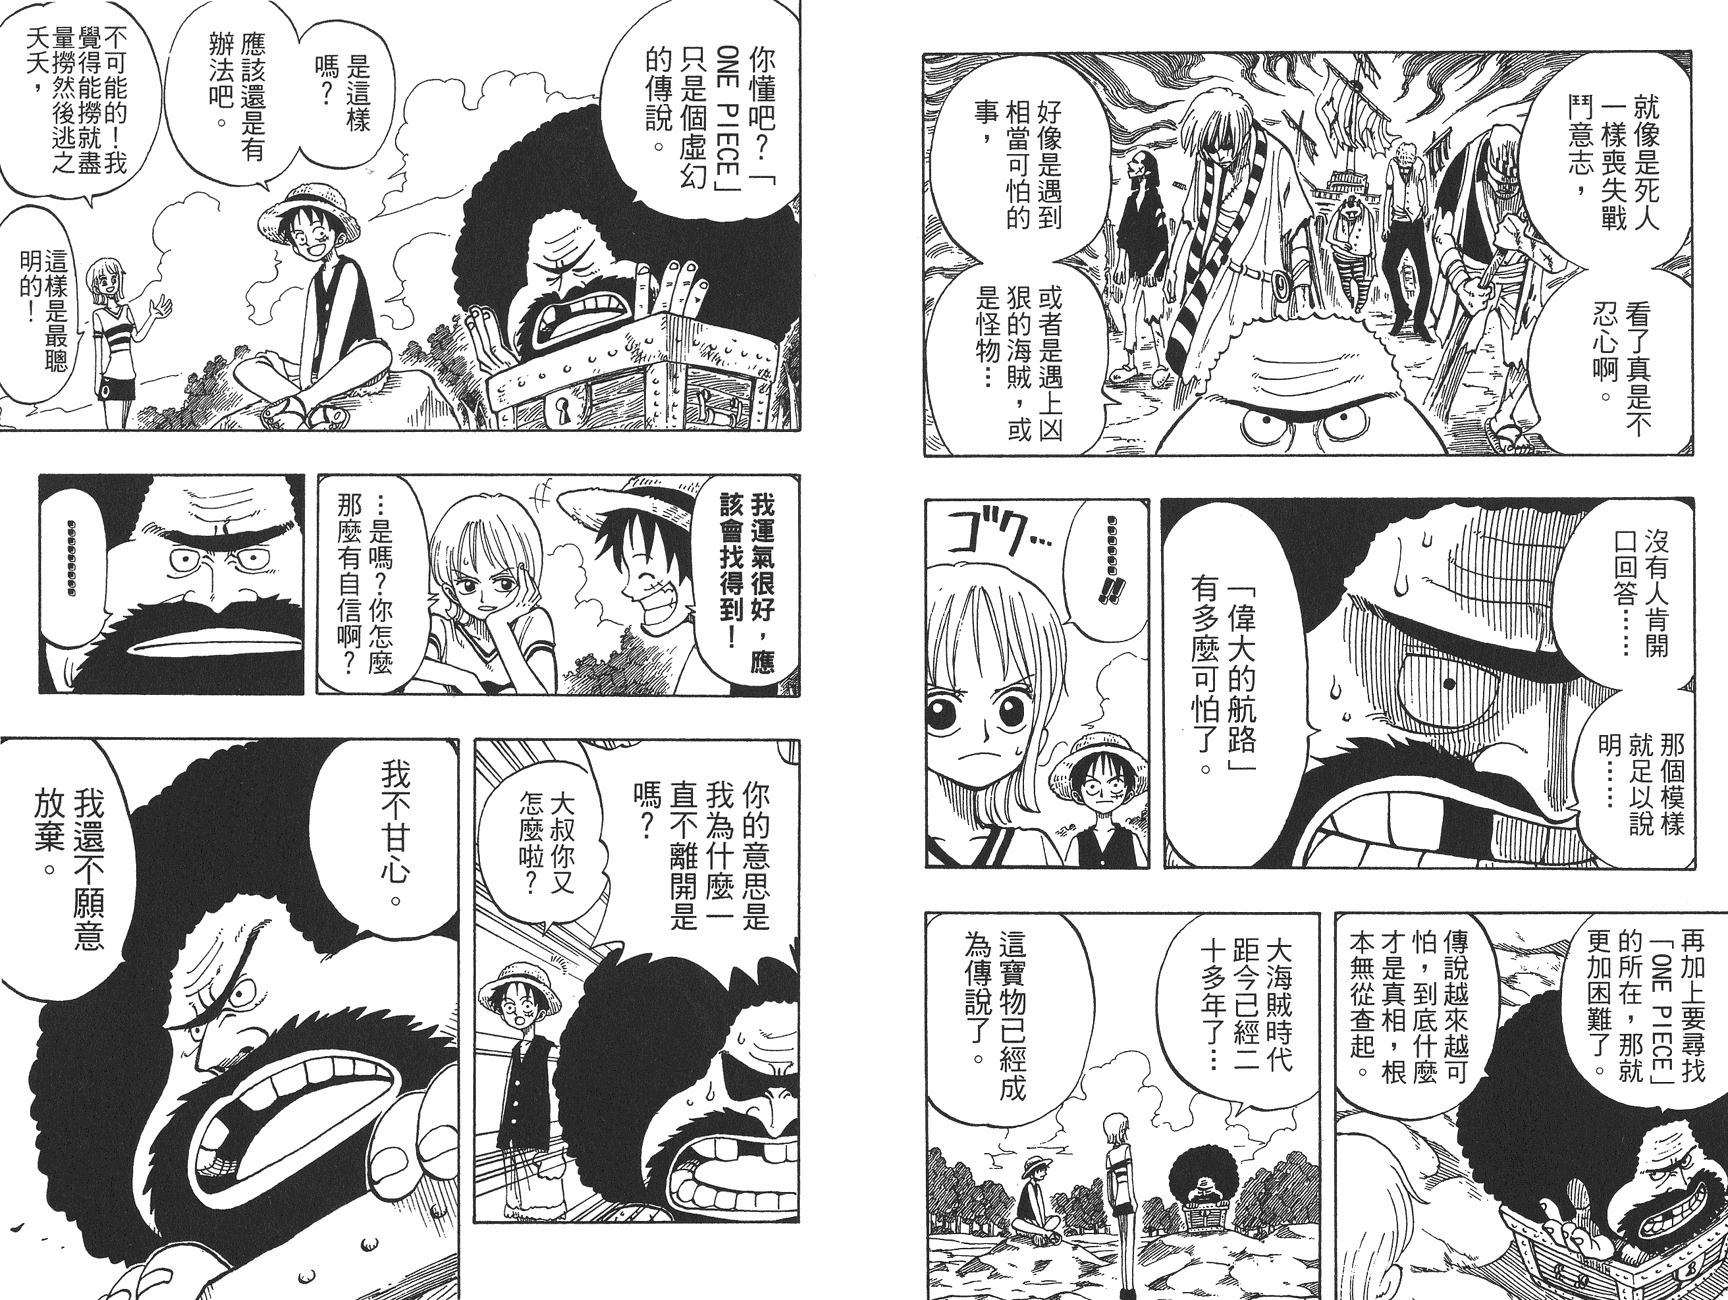 就像是死人
一樣喪失戰
鬥意志，
看了真是不
忍心啊。
好像是遇到
相當可怕的
事，
或者是遇上凶
狠的海賊，或
是怪物…
沒有人肯開
口回答……
那個模樣
就足以說
明……
「偉大的航路」
有多麼可怕了。
………!!
ゴク…
再加上要尋找
「ONE PIECE」
的所在，那就
更加困難了。
傳說越來越可
怕，到底什麼
才是真相，根
本無從查起。
大海賊時代
距今已經二
十多年了…
這寶物已經成
為傳說了。
你懂吧？「
ONE PIECE」
只是個虛幻
的傳說。
是這樣
嗎？
應該還是有
辦法吧。
不可能的！我
覺得能撈就盡
量撈然後逃之
夭夭，
這樣是最聰
明的！
我運氣很好，應
該會找得到！
…是嗎？你怎麼
那麼有自信啊？
…………
你的意思是
我為什麼一
直不離開是
嗎？
大叔你又
怎麼啦？
我不甘心。
我還不願意
放棄。